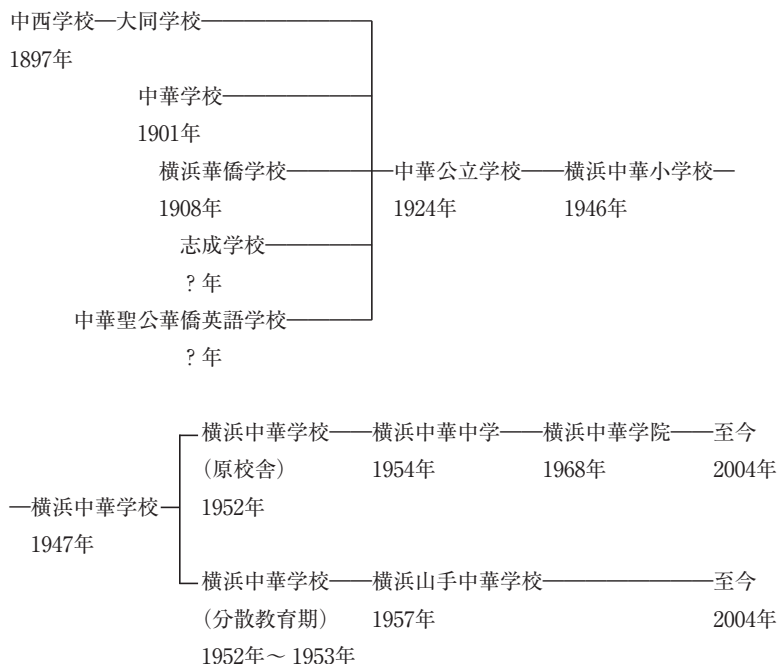 中西学校―大同学校
1897年
中華学校
1901年
横浜華僑学校 中華公立学校 横浜中華小学校
1908年 1924年 1946年
志成学校
？年
中華聖公華僑英語学校
？年
横浜中華学校 横浜中華中学 横浜中華学院 至今
（原校舎） 1954年 1968年 2004年
横浜中華学校 1952年
1947年
横浜中華学校 横浜山手中華学校 至今
（分散教育期） 1957年 2004年
1952年～1953年